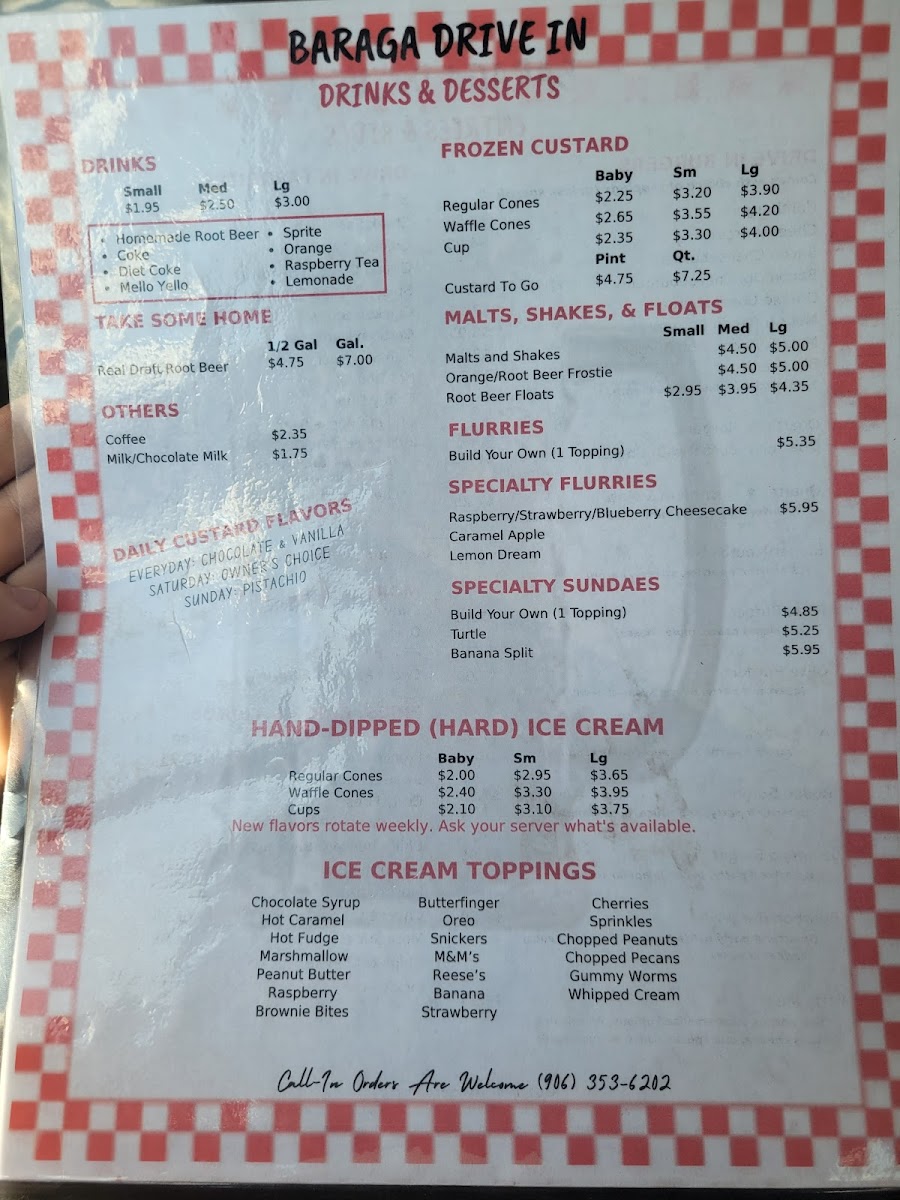 BARAGA DRIVE IN
DRINKS & DESSERTS
DRINKS
Small Med Lg
$1.95 $2.50 $3.00
• Homemade Root Beer • Sprite
• Coke • Orange
• Diet Coke • Raspberry Tea
• Mello Yello • Lemonade
TAKE SOME HOME
1/2 Gal Gal.
Real Draft Root Beer $4.75 $7.00
OTHERS
Coffee $2.35
Milk/Chocolate Milk $1.75
DAILY CUSTARD FLAVORS
EVERYDAY: CHOCOLATE & VANILLA
SATURDAY: OWNER'S CHOICE
SUNDAY: PISTACHIO
FROZEN CUSTARD
Baby Sm Lg
Regular Cones $2.25 $3.20 $3.90
Waffle Cones $2.65 $3.55 $4.20
Cup $2.35 $3.30 $4.00
Pint Qt.
Custard To Go $4.75 $7.25
MALTS, SHAKES, & FLOATS
Small Med Lg
Malts and Shakes $4.50 $5.00
Orange/Root Beer Frostie $4.50 $5.00
Root Beer Floats $2.95 $3.95 $4.35
FLURRIES
Build Your Own (1 Topping) $5.35
SPECIALTY FLURRIES
Raspberry/Strawberry/Blueberry Cheesecake $5.95
Caramel Apple
Lemon Dream
SPECIALTY SUNDAES
Build Your Own (1 Topping) $4.85
Turtle $5.25
Banana Split $5.95
HAND-DIPPED (HARD) ICE CREAM
Baby Sm Lg
Regular Cones $2.00 $2.95 $3.65
Waffle Cones $2.40 $3.30 $3.95
Cups $2.10 $3.10 $3.75
New flavors rotate weekly. Ask your server what's available.
ICE CREAM TOPPINGS
Chocolate Syrup Butterfinger Cherries
Hot Caramel Oreo Sprinkles
Hot Fudge Snickers Chopped Peanuts
Marshmallow M&M's Chopped Pecans
Peanut Butter Reese's Gummy Worms
Raspberry Banana Whipped Cream
Brownie Bites Strawberry
Call-In Orders Are Welcome (906) 353-6202